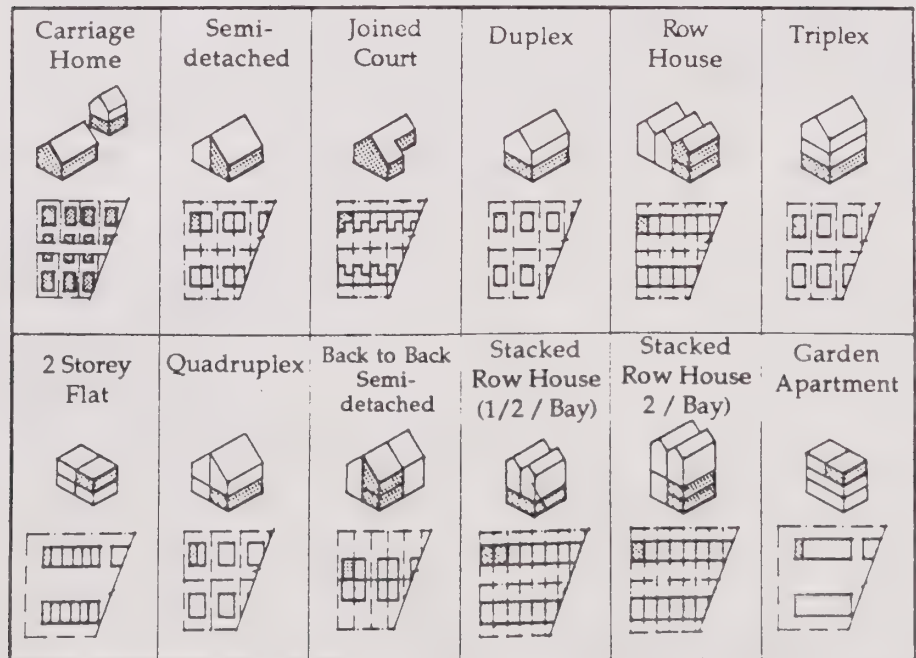 Carriage
Home
Semi-
detached
Joined
Court
Duplex
Row
House
Triplex
2 Storey
Flat
Quadruplex
Back to Back
Semi-
detached
Stacked
Row House
(1/2 / Bay)
Stacked
Row House
2 / Bay)
Garden
Apartment